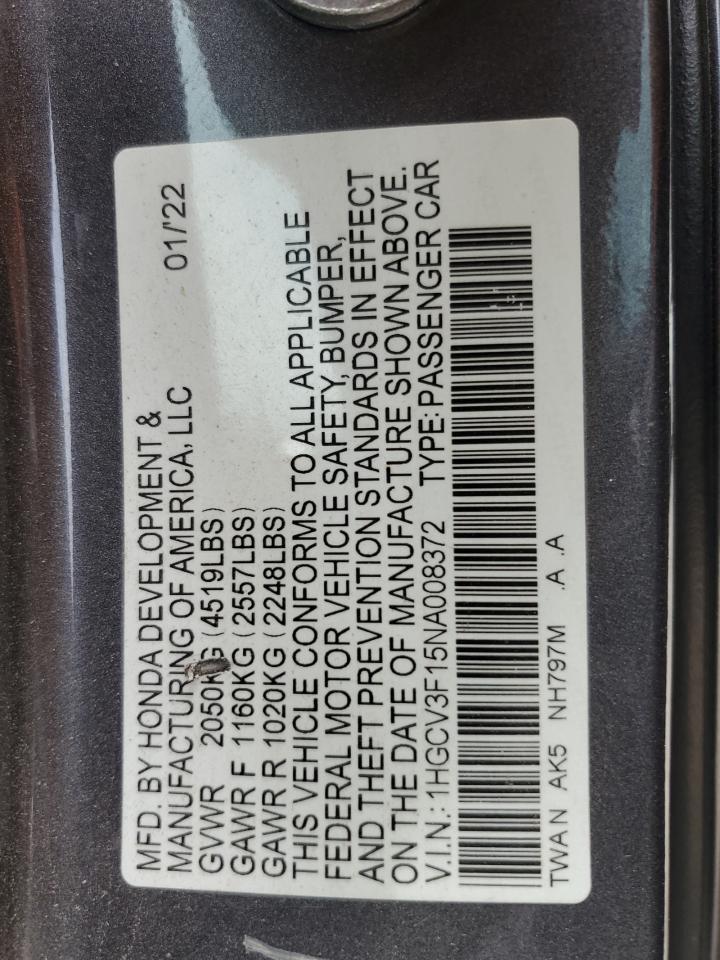 MFD. BY HONDA DEVELOPMENT &
MANUFACTURING OF AMERICA, LLC 01/'22
GVWR 2050KG (4519LBS)
GAWR F 1160KG (2557LBS)
GAWR R 1020KG (2248LBS)
THIS VEHICLE CONFORMS TO ALL APPLICABLE
FEDERAL MOTOR VEHICLE SAFETY, BUMPER,
AND THEFT PREVENTION STANDARDS IN EFFECT
ON THE DATE OF MANUFACTURE SHOWN ABOVE.
V.I.N.: 1HGCV3F15NA008372 TYPE: PASSENGER CAR
TWAN AK5 NH797M .A .A